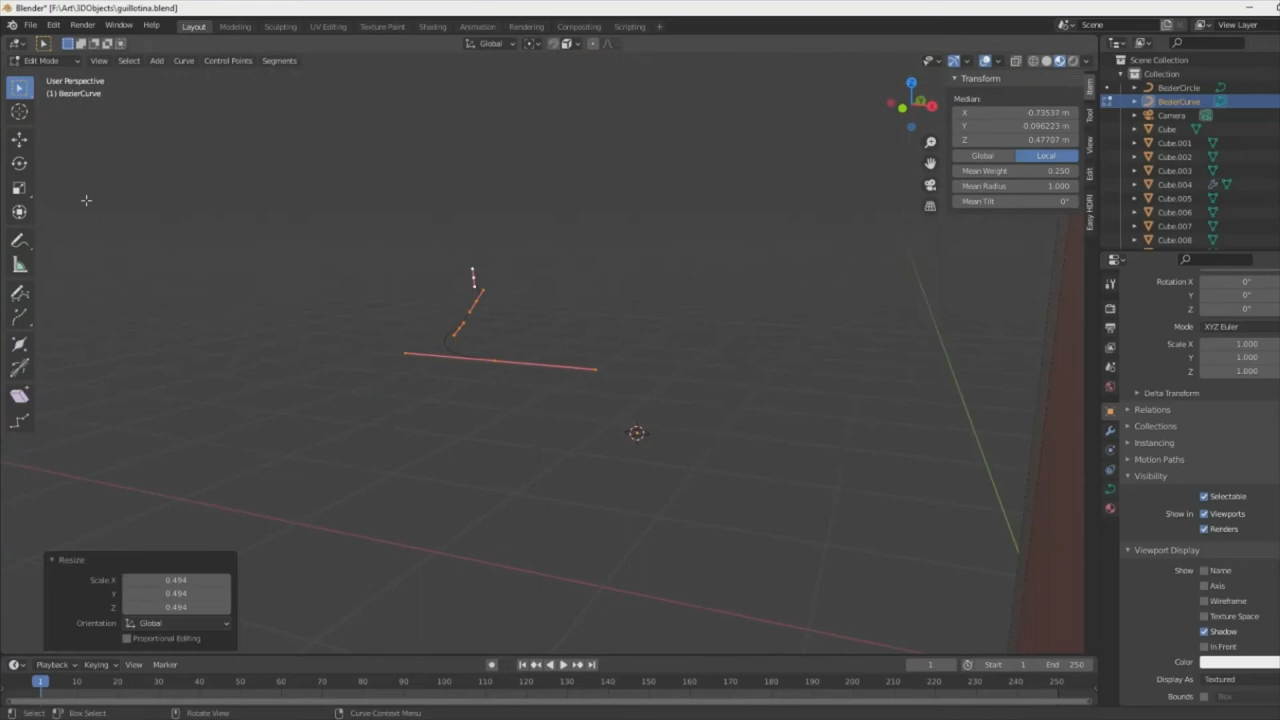 Blender* [F:\Art\3DObjects\guillotina.blend]
File Edit Render Window Help Layout Modeling Sculpting UV Editing Texture Paint Shading Animation Rendering Compositing Scripting + Scene View Layer
Global
Edit Mode View Select Add Curve Control Points Segments
User Perspective
(1) BezierCurve
Transform
Median:
X -0.73537 m
Y 0.096223 m
Z 0.47707 m
Global Local
Mean Weight 0.250
Mean Radius 1.000
Mean Tilt 0°
Item
Tool
View
Edit
Easy HDRI
Z
Y
X
Scene Collection
Collection
BezierCircle
BezierCurve
Camera
Cube
Cube.001
Cube.002
Cube.003
Cube.004
Cube.005
Cube.006
Cube.007
Cube.008
Rotation X 0°
Y 0°
Z 0°
Mode XYZ Euler
Scale X 1.000
Y 1.000
Z 1.000
Delta Transform
Relations
Collections
Instancing
Motion Paths
Visibility
Selectable
Show in Viewports
Renders
Viewport Display
Show Name
Axis
Wireframe
Texture Space
Shadow
In Front
Color
Display As Textured
Bounds Box
Resize
Scale X 0.494
Y 0.494
Z 0.494
Orientation Global
Proportional Editing
Playback Keying View Marker 1 Start 1 End 250
1 10 20 30 40 50 60 70 80 90 100 110 120 130 140 150 160 170 180 190 200 210 220 230 240 250
Select Box Select Rotate View Curve Context Menu